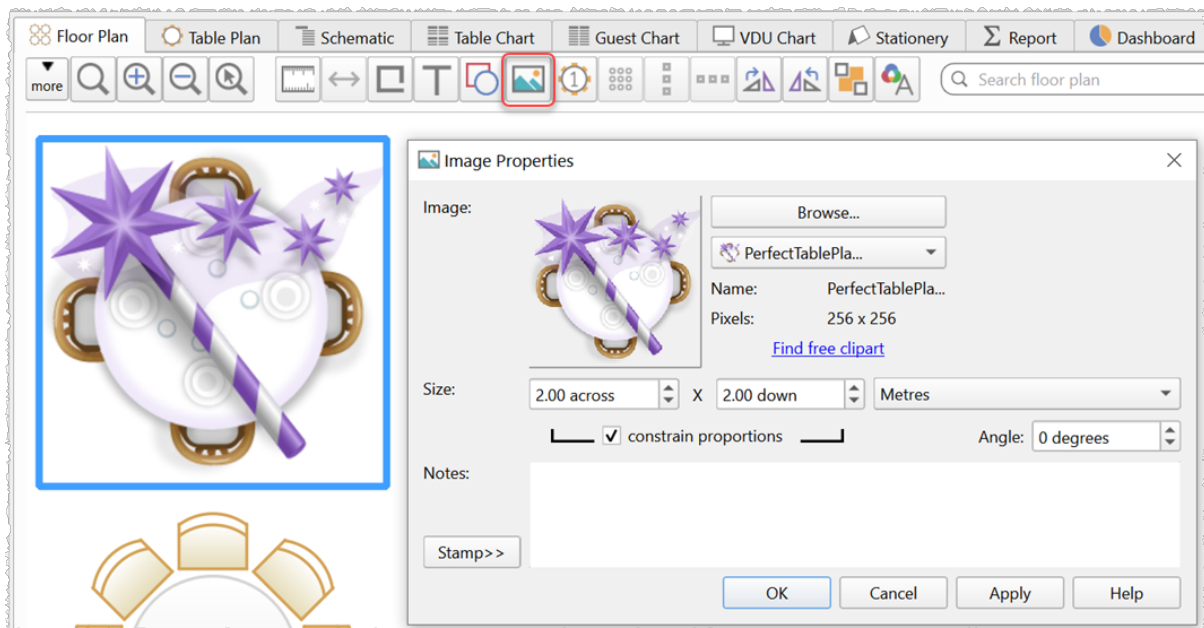 Floor Plan Table Plan Schematic Table Chart Guest Chart VDU Chart Stationery Report Dashboard
more 1 Search floor plan
Image Properties
Image: Browse...
PerfectTablePla...
Name: PerfectTablePla...
Pixels: 256 x 256
Find free clipart
Size: 2.00 across X 2.00 down Metres
constrain proportions Angle: 0 degrees
Notes:
Stamp>>
OK Cancel Apply Help